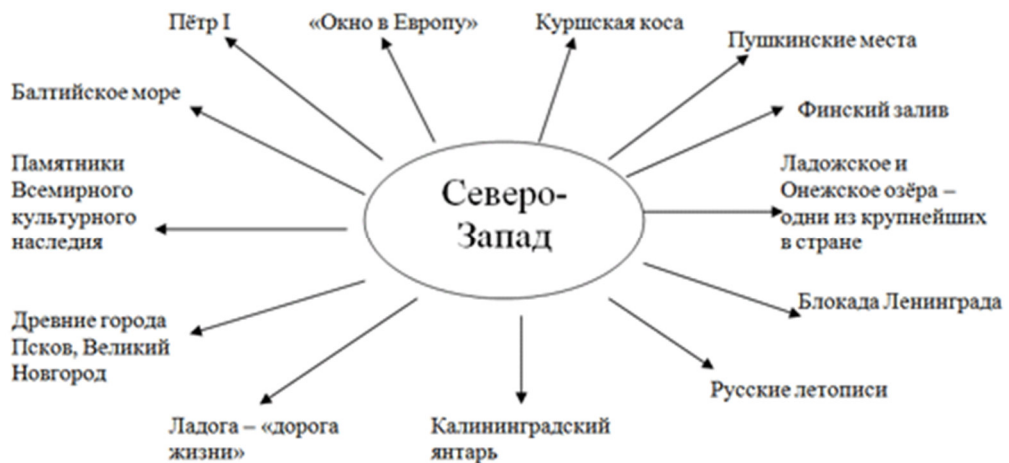 Пётр I
«Окно в Европу»
Куршская коса
Пушкинские места
Балтийское море
Финский залив
Памятники
Всемирного
культурного
наследия
Северо-
Запад
Ладожское и
Онежское озёра –
одни из крупнейших
в стране
Блокада Ленинграда
Древние города
Псков, Великий
Новгород
Русские летописи
Ладога – «дорога
жизни»
Калининградский
янтарь